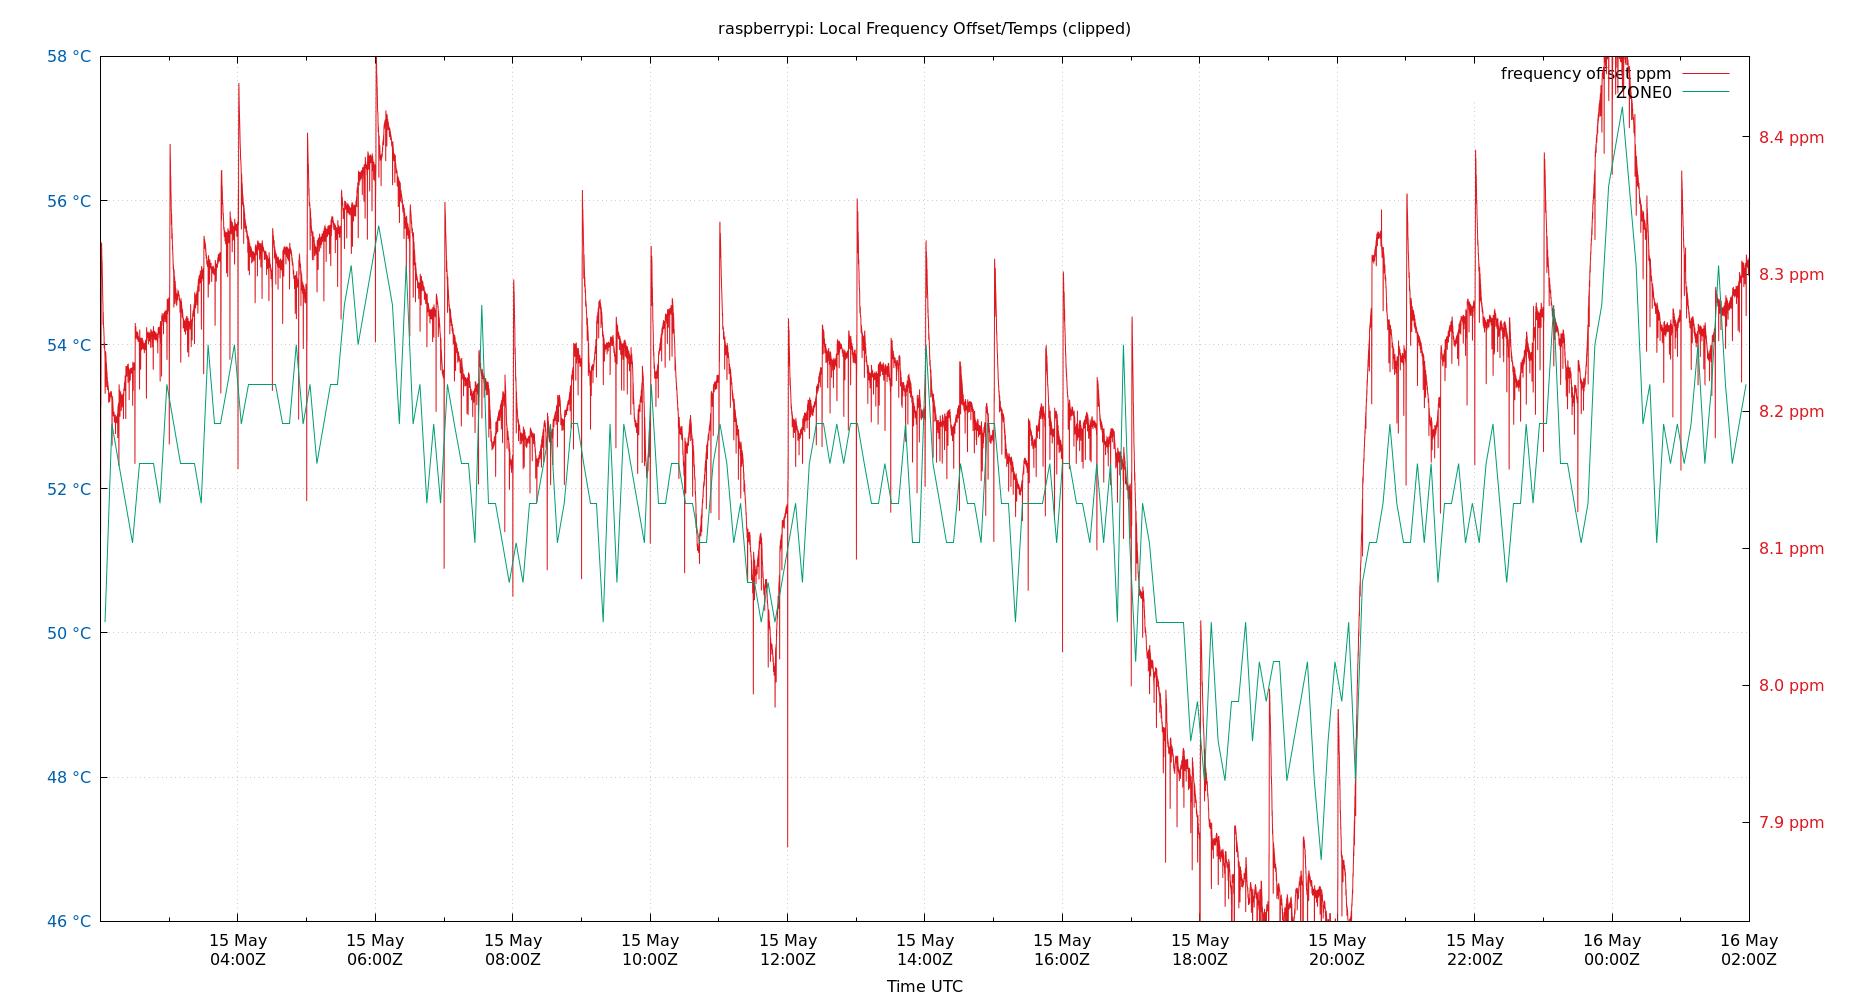 raspberrypi: Local Frequency Offset/Temps (clipped)
58 °C
56 °C
54 °C
52 °C
50 °C
48 °C
46 °C
frequency offset ppm
ZONE0
8.4 ppm
8.3 ppm
8.2 ppm
8.1 ppm
8.0 ppm
7.9 ppm
15 May 15 May 15 May 15 May 15 May 15 May 15 May 15 May 15 May 15 May 16 May 16 May
04:00Z 06:00Z 08:00Z 10:00Z 12:00Z 14:00Z 16:00Z 18:00Z 20:00Z 22:00Z 00:00Z 02:00Z
Time UTC